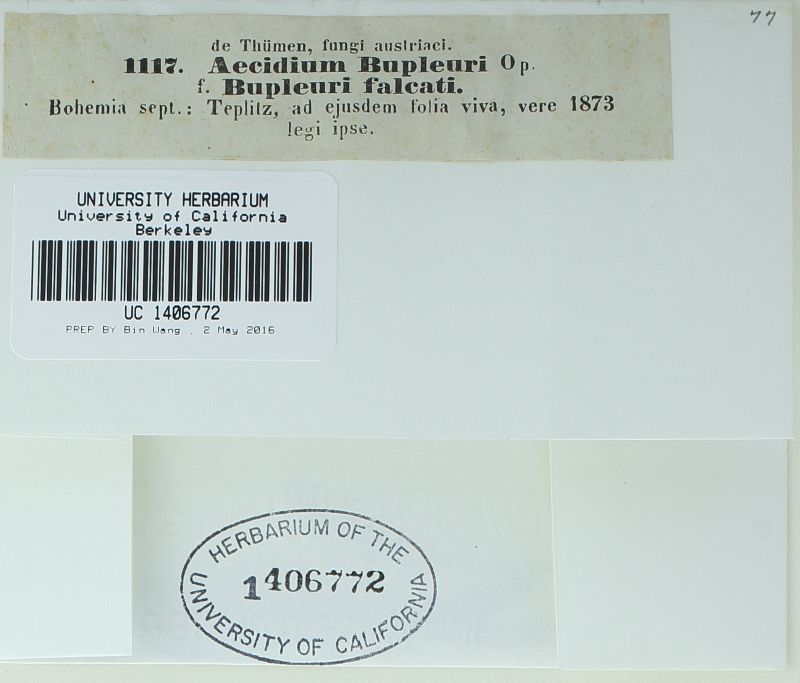 77
de Thümen, fungi austriaci.
1117. Aecidium Bupleuri Op.
f. Bupleuri falcati.
Bohemia sept.: Teplitz, ad ejusdem folia viva, vere 1873
legi ipse.
UNIVERSITY HERBARIUM
University of California
Berkeley
UC 1406772
PREP BY Bin Wang , 2 May 2016
HERBARIUM OF THE
1406772
UNIVERSITY OF CALIFORNIA